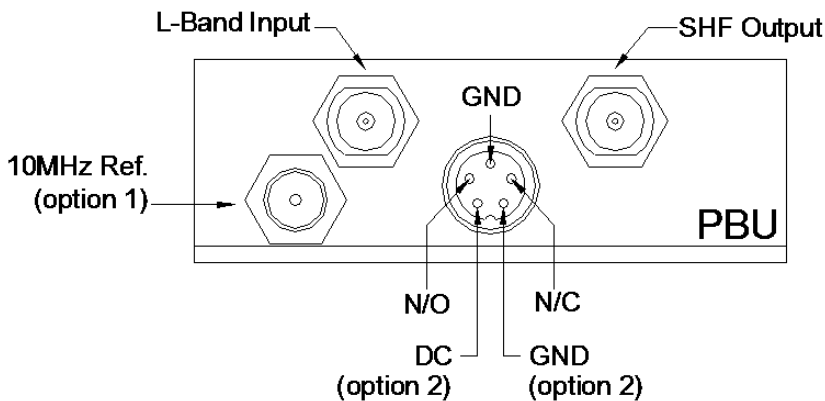 L-Band Input
SHF Output
GND
10MHz Ref.
(option 1)
PBU
N/O
N/C
DC
(option 2)
GND
(option 2)